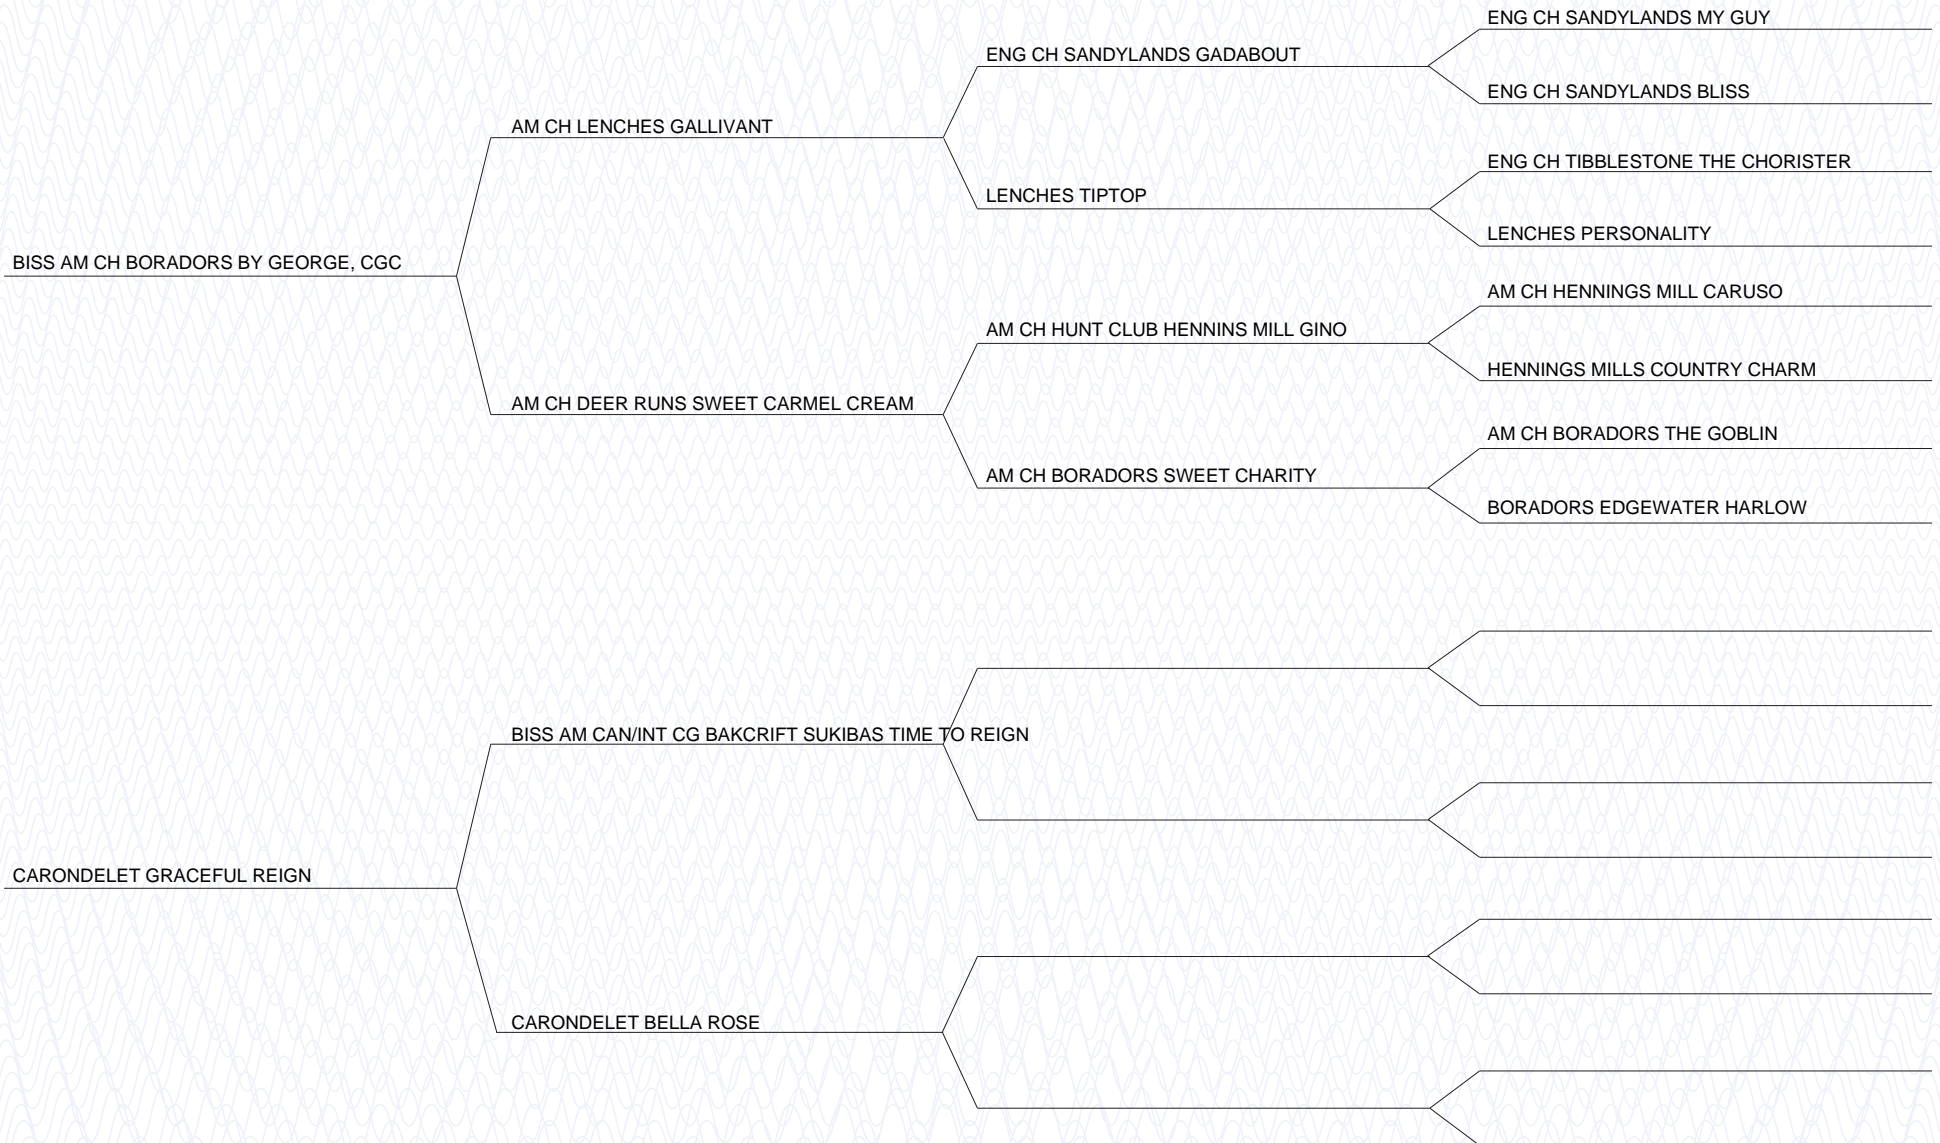 ENG CH SANDYLANDS MY GUY
ENG CH SANDYLANDS GADABOUT
ENG CH SANDYLANDS BLISS
AM CH LENCHES GALLIVANT
ENG CH TIBBLESTONE THE CHORISTER
LENCHES TIPTOP
LENCHES PERSONALITY
BISS AM CH BORADORS BY GEORGE, CGC
AM CH HENNINGS MILL CARUSO
AM CH HUNT CLUB HENNINS MILL GINO
HENNINGS MILLS COUNTRY CHARM
AM CH DEER RUNS SWEET CARMEL CREAM
AM CH BORADORS THE GOBLIN
AM CH BORADORS SWEET CHARITY
BORADORS EDGEWATER HARLOW
BISS AM CAN/INT CG BAKCRIFT SUKIBAS TIME TO REIGN
CARONDELET GRACEFUL REIGN
CARONDELET BELLA ROSE